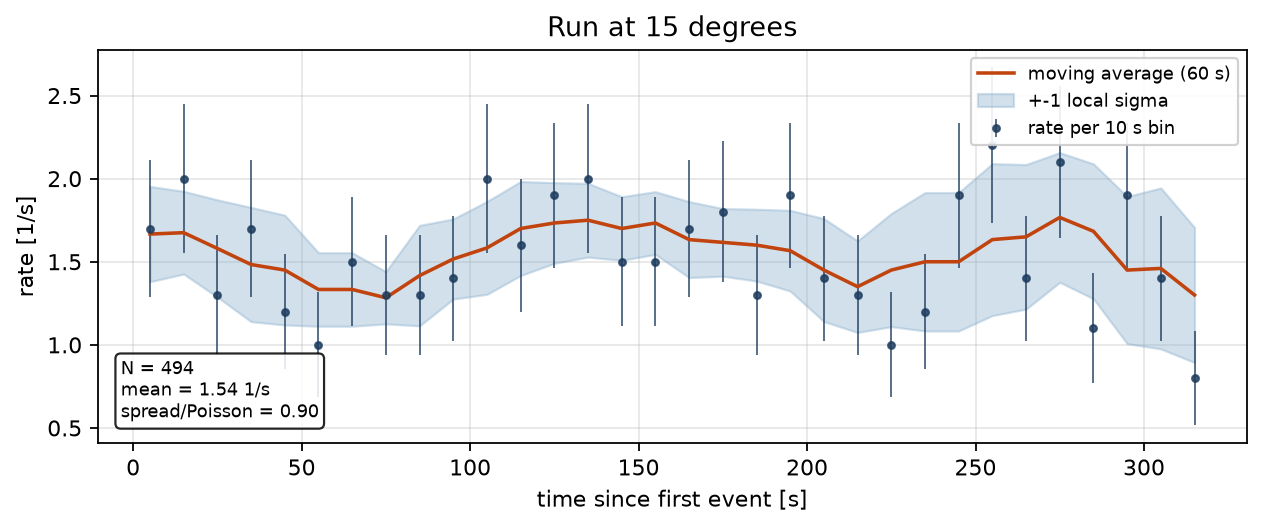 Run at 15 degrees
rate [1/s]
2.5
2.0
1.5
1.0
0.5
moving average (60 s)
+-1 local sigma
rate per 10 s bin
N = 494
mean = 1.54 1/s
spread/Poisson = 0.90
0 50 100 150 200 250 300
time since first event [s]